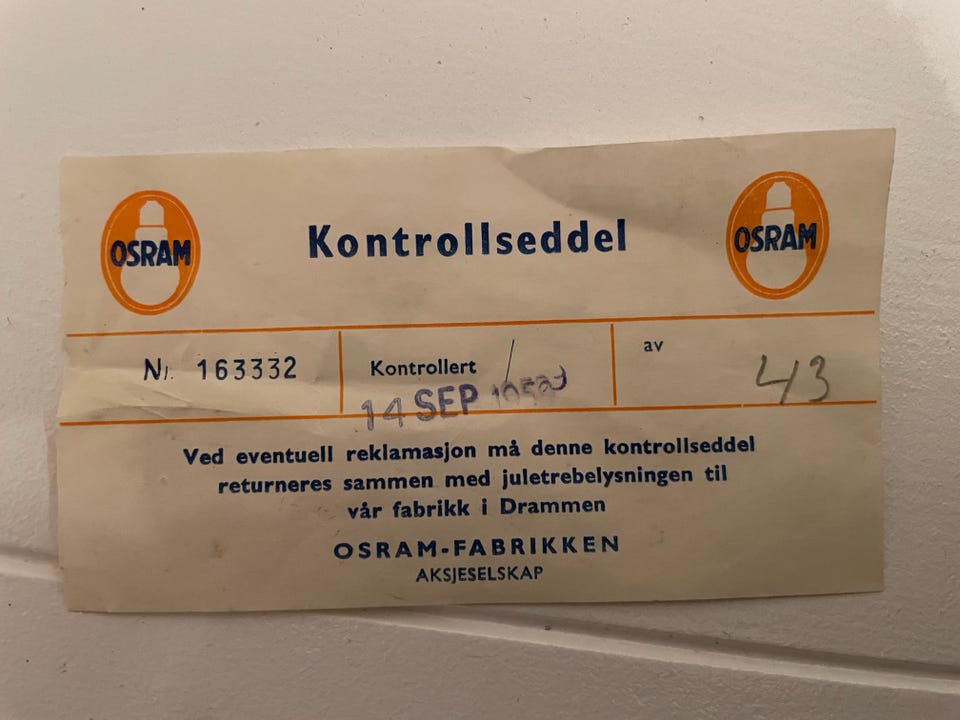 OSRAM
Kontrollseddel
OSRAM
Nr. 163332
Kontrollert
14 SEP
av
43
Ved eventuell reklamasjon må denne kontrollseddel
returneres sammen med juletrebelysningen til
vår fabrikk i Drammen
OSRAM-FABRIKKEN
AKSJESELSKAP